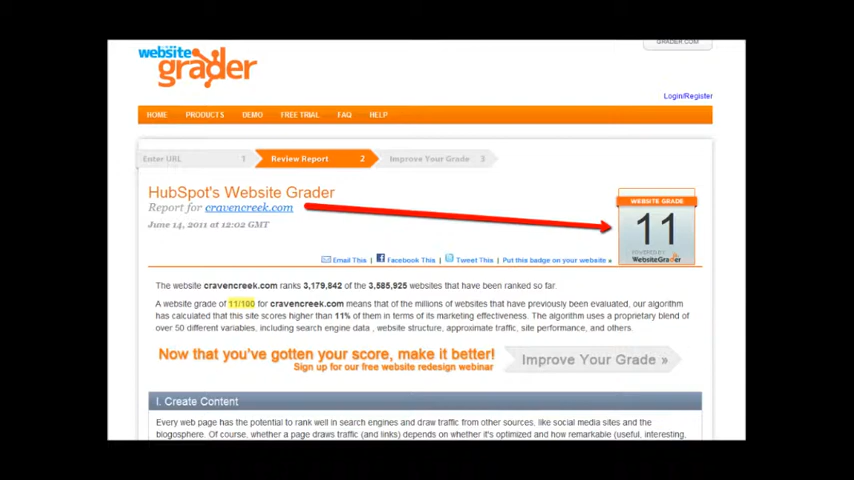 GRADER.COM
website
grader
Login/Register
HOME PRODUCTS DEMO FREE TRIAL FAQ HELP
Enter URL 1 Review Report 2 Improve Your Grade 3
HubSpot's Website Grader
Report for cravencreek.com
June 14, 2011 at 12:02 GMT
WEBSITE GRADE
11
POWERED BY
WebsiteGrader
Email This | Facebook This | Tweet This | Put this badge on your website »
The website cravencreek.com ranks 3,179,842 of the 3,585,925 websites that have been ranked so far.
A website grade of 11/100 for cravencreek.com means that of the millions of websites that have previously been evaluated, our algorithm
has calculated that this site scores higher than 11% of them in terms of its marketing effectiveness. The algorithm uses a proprietary blend of
over 50 different variables, including search engine data , website structure, approximate traffic, site performance, and others.
Now that you've gotten your score, make it better!
Sign up for our free website redesign webinar
Improve Your Grade »
I. Create Content
Every web page has the potential to rank well in search engines and draw traffic from other sources, like social media sites and the
blogosphere. Of course, whether a page draws traffic (and links) depends on whether it's optimized and how remarkable (useful, interesting,